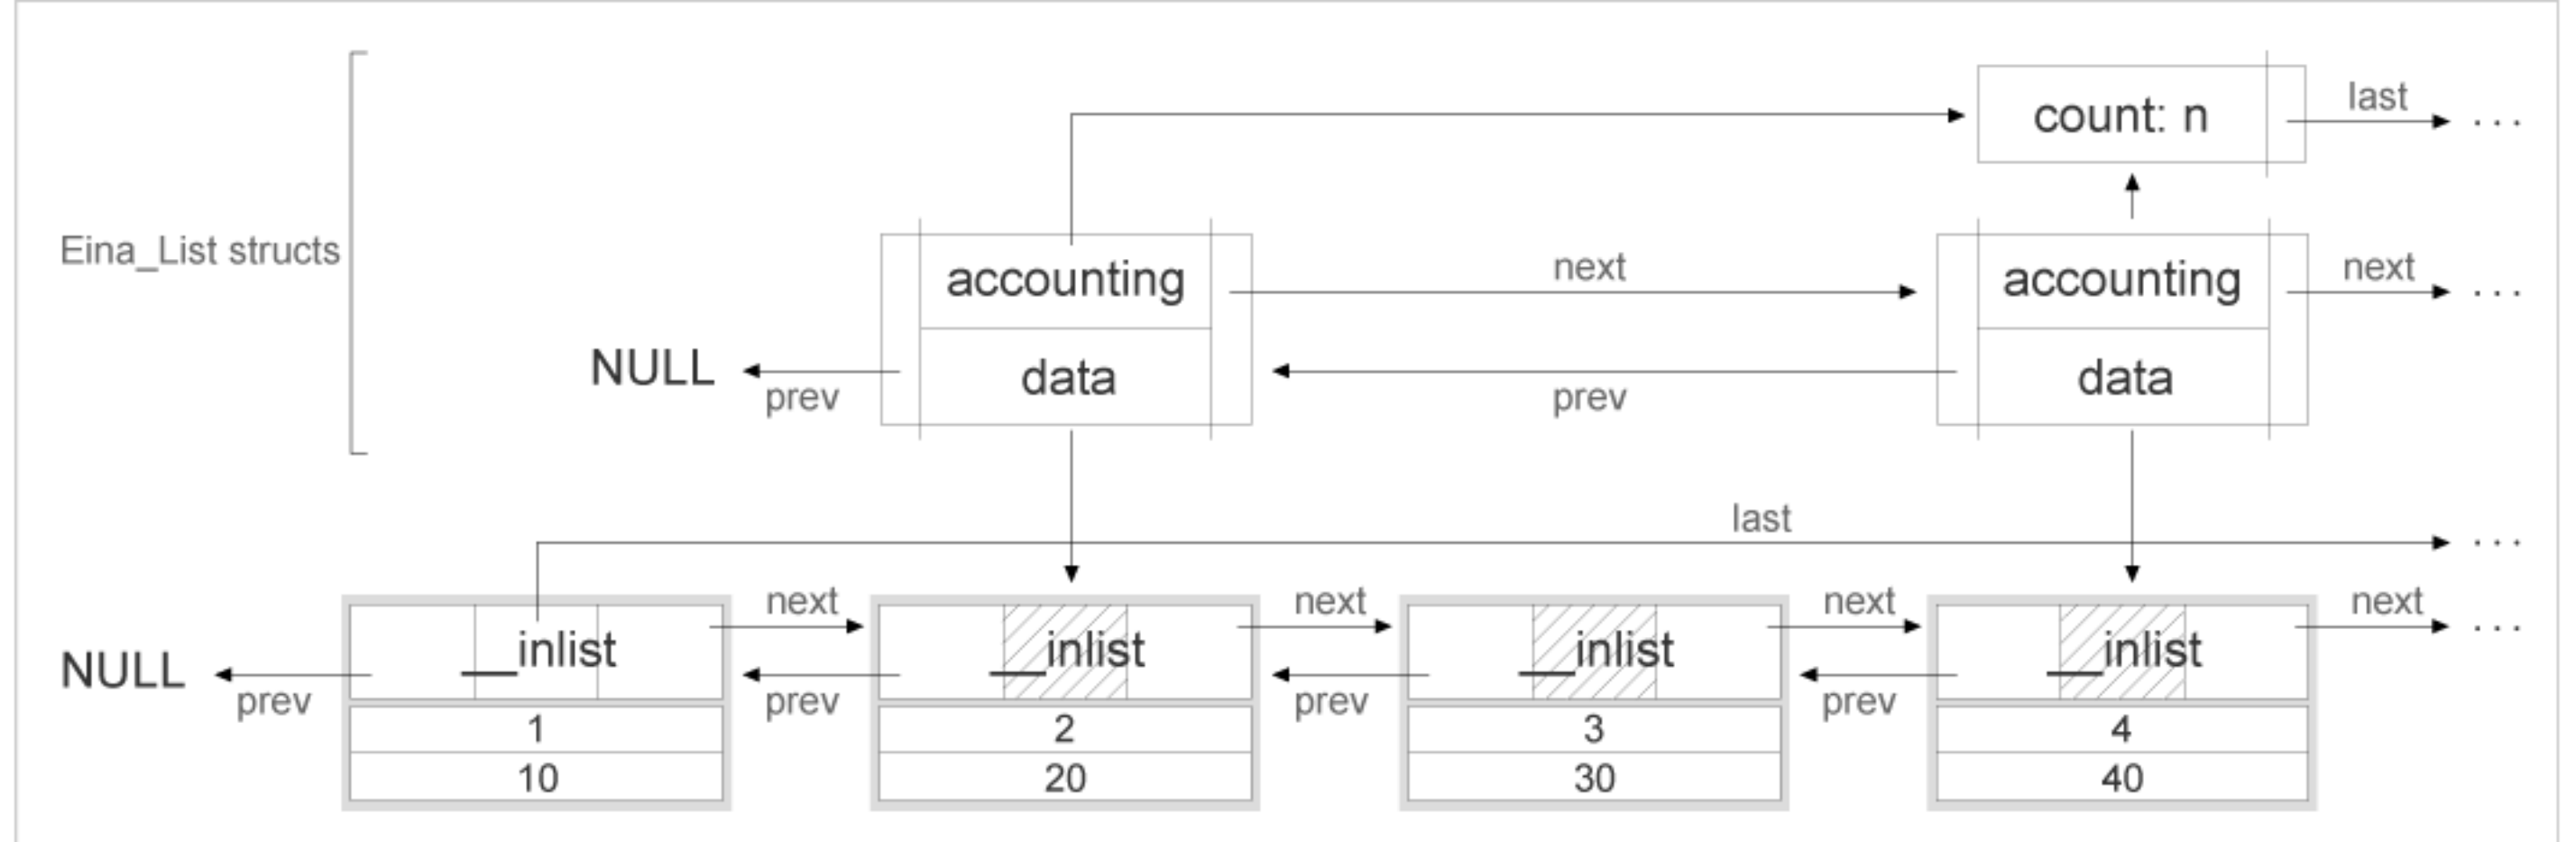 last
count: n
...
Eina_List structs
accounting
next
accounting
next
...
NULL
prev
data
prev
data
last
...
next
next
next
next
...
__inlist
__inlist
__inlist
__inlist
NULL
prev
prev
prev
prev
1
2
3
4
10
20
30
40